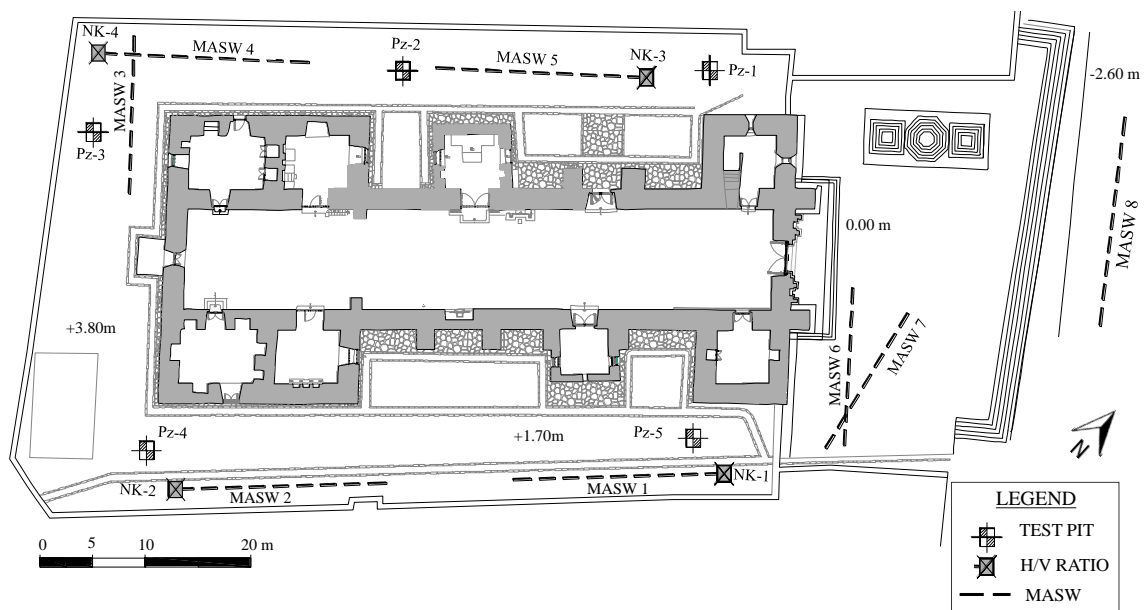 NK-4
MASW 4
Pz-2
MASW 5
NK-3
Pz-1
-2.60 m
MASW 3
Pz-3
MASW 8
0.00 m
+3.80m
MASW 6
MASW 7
Pz-4
+1.70m
Pz-5
N
NK-2
MASW 2
MASW 1
NK-1
LEGEND
TEST PIT
H/V RATIO
MASW
0 5 10 20 m